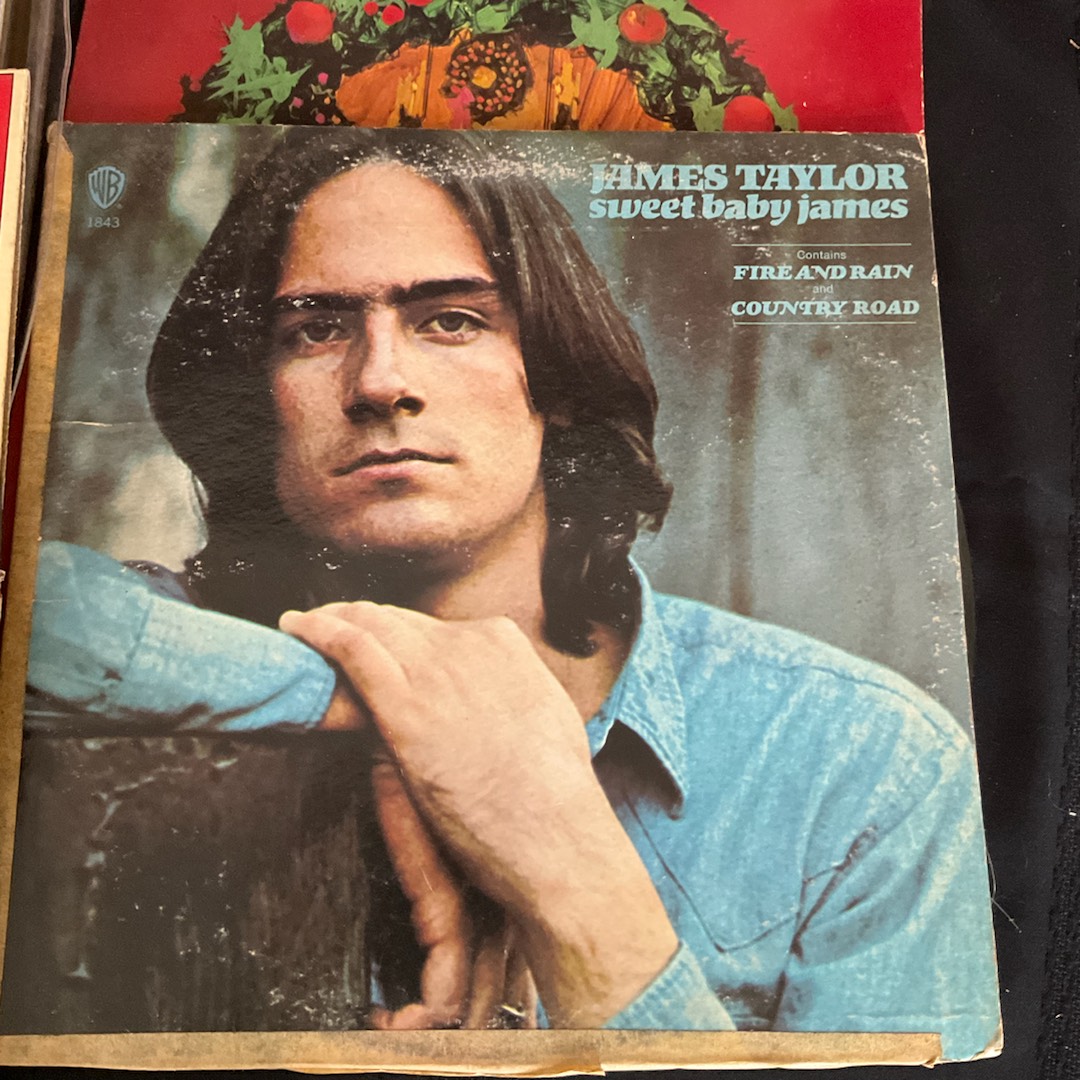 WB
1843
JAMES TAYLOR
sweet baby james
Contains
FIRE AND RAIN
and
COUNTRY ROAD